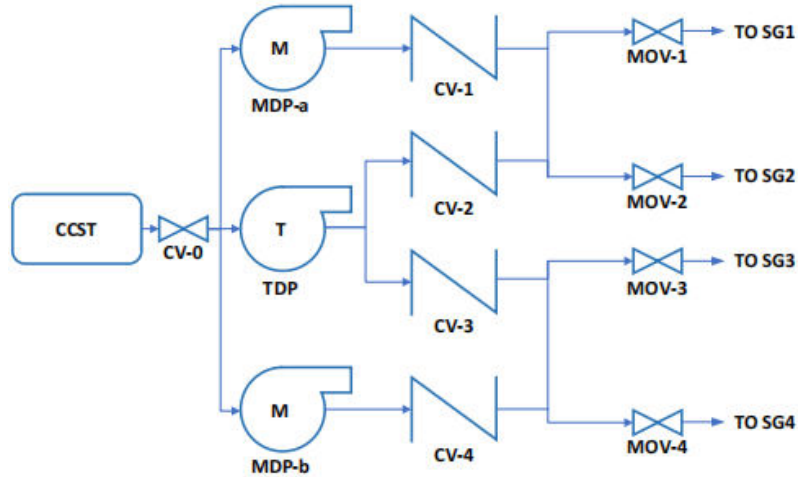 M
MDP-a
CV-1
MOV-1
TO SG1
CV-2
MOV-2
TO SG2
CCST
CV-0
T
TDP
CV-3
MOV-3
TO SG3
M
MDP-b
CV-4
MOV-4
TO SG4